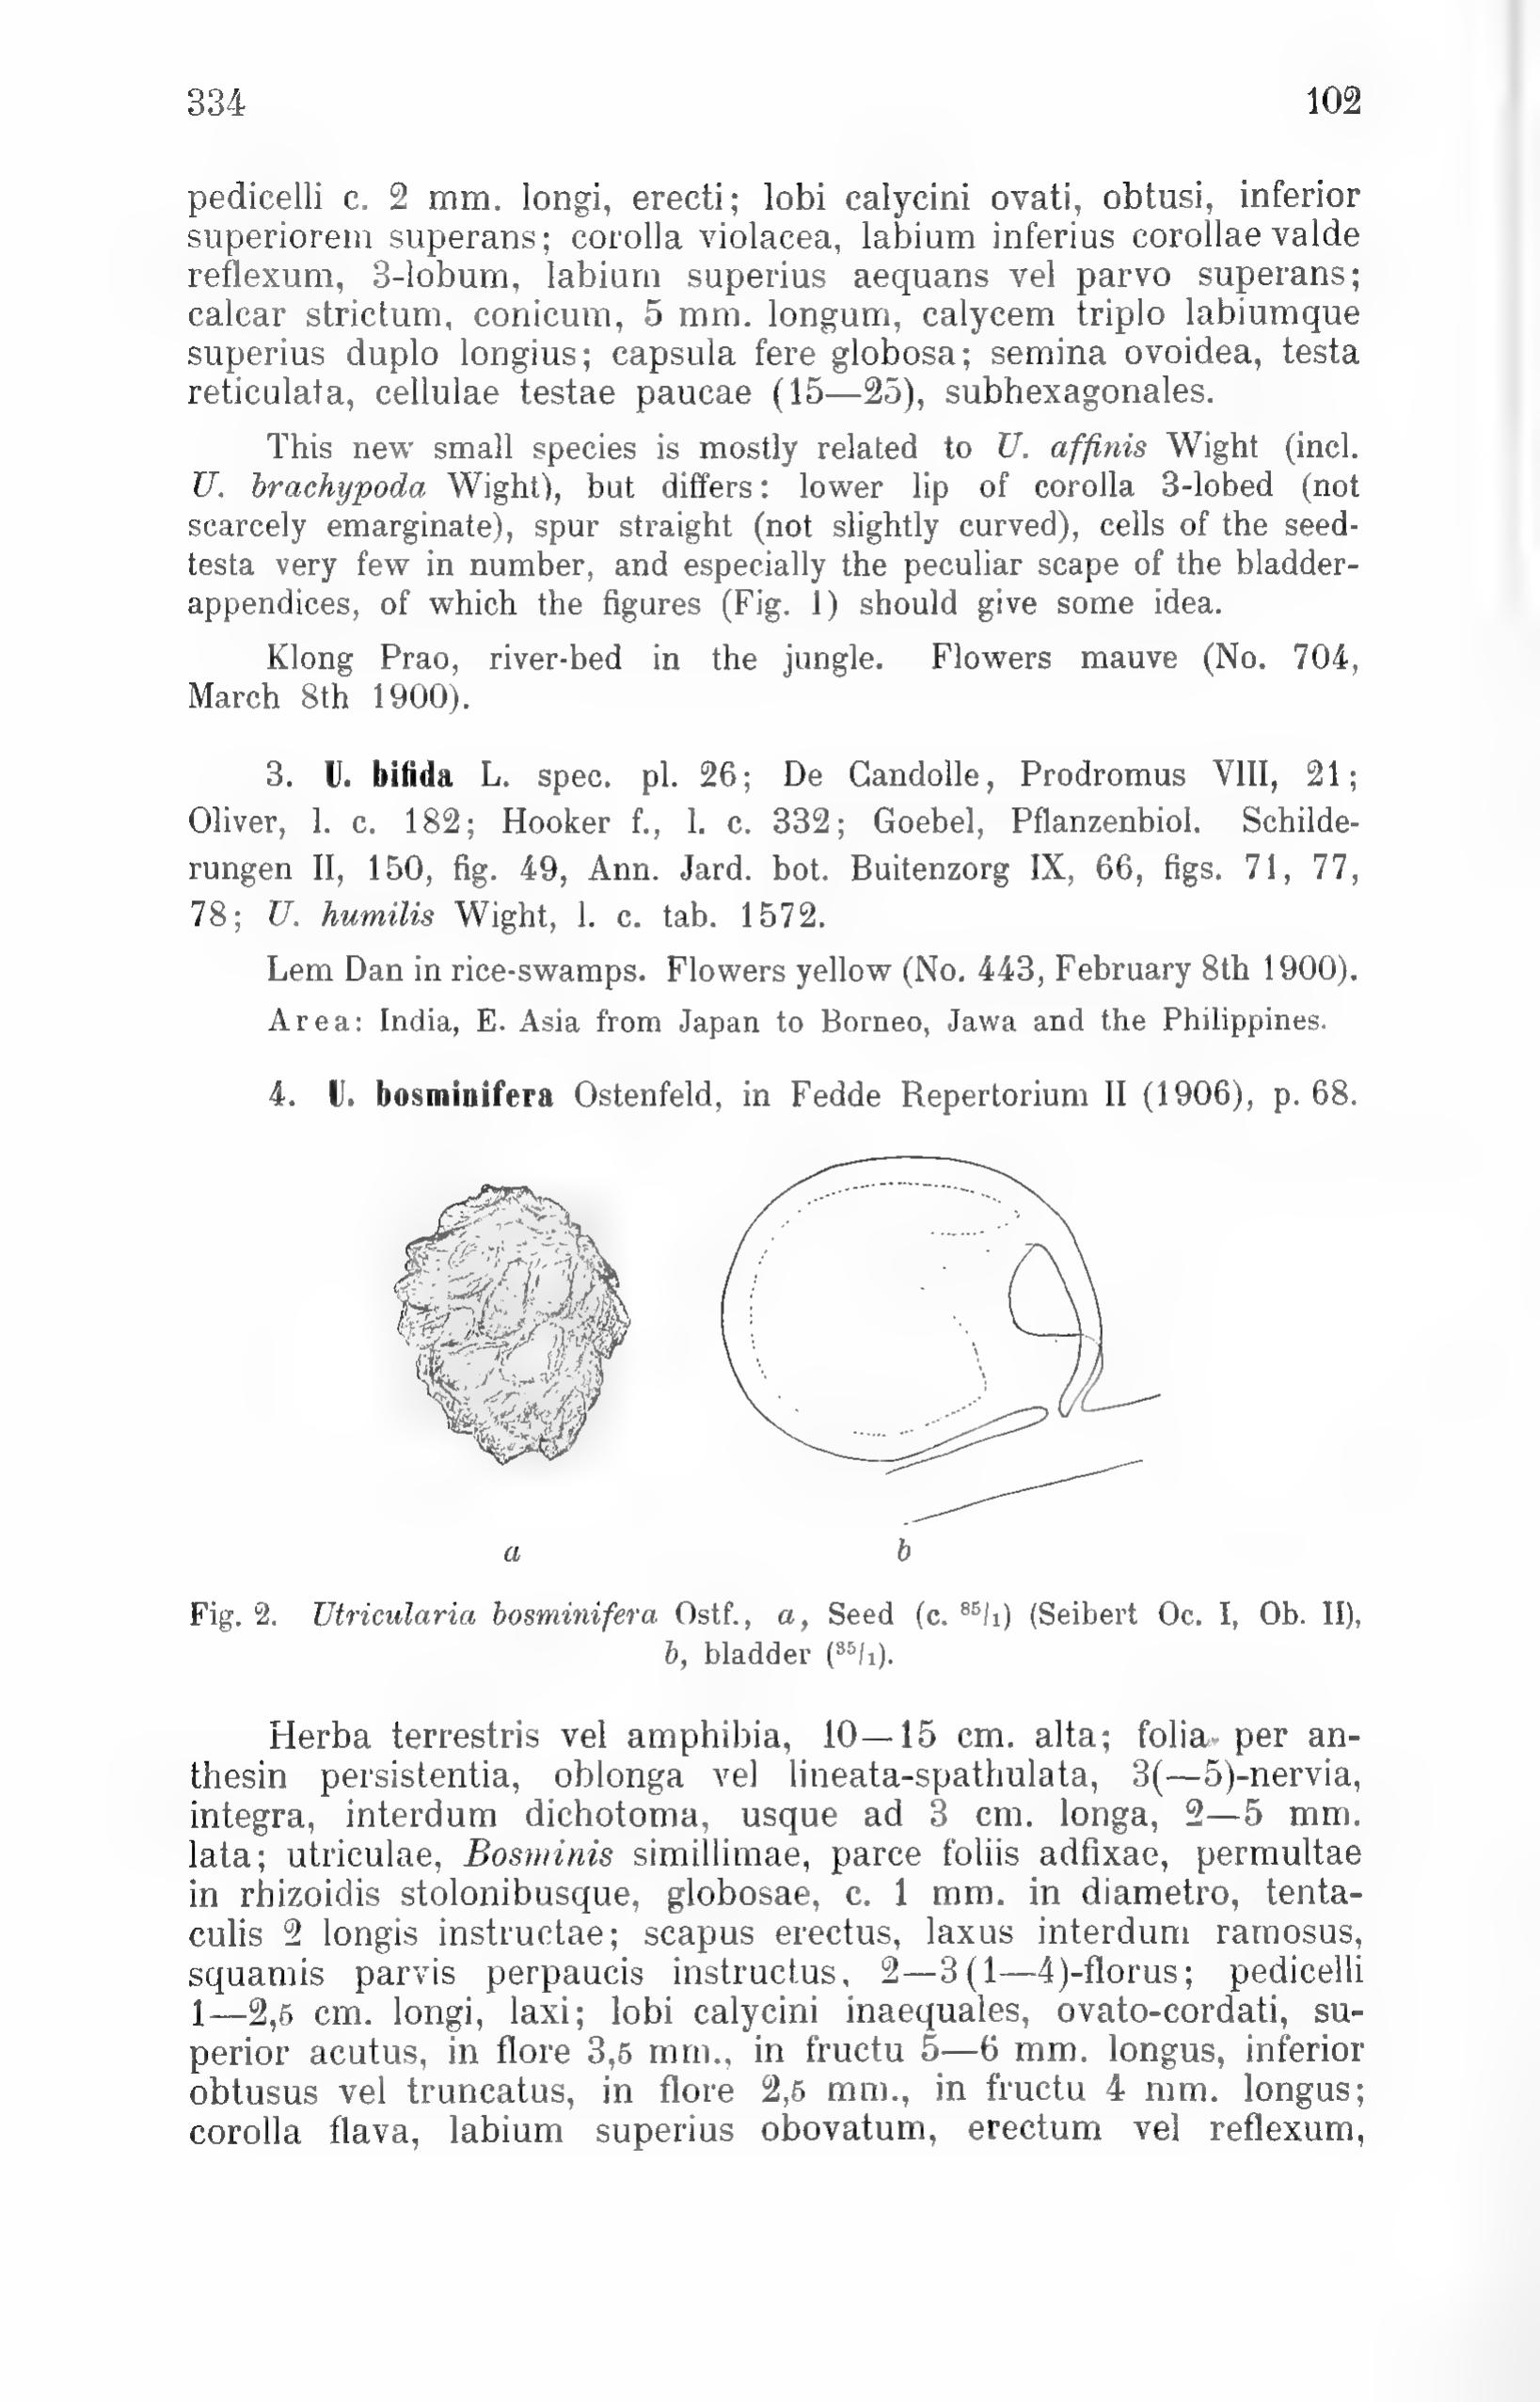 334 102
pedicelli c. 2 mm. longi, erecti; lobi calycini ovati, obtusi, inferior
superiorem superans; corolla violacea, labium inferius corollae valde
reflexum, 3-lobum, labium superius aequans vel parvo superans;
calcar strictum, conicum, 5 mm. longum, calycem triplo labiumque
superius duplo longius; capsula fere globosa; semina ovoidea, testa
reticulata, cellulae testae paucae (15—25), subhexagonales.
This new small species is mostly related to U. affinis Wight (incl.
U. brachypoda Wight), but differs: lower lip of corolla 3-lobed (not
scarcely emarginate), spur straight (not slightly curved), cells of the seed-
testa very few in number, and especially the peculiar scape of the bladder-
appendices, of which the figures (Fig. 1) should give some idea.
Klong Prao, river-bed in the jungle. Flowers mauve (No. 704,
March 8th 1900).
3. U. bifida L. spec. pl. 26; De Candolle, Prodromus VIII, 21;
Oliver, l. c. 182; Hooker f., l. c. 332; Goebel, Pflanzenbiol. Schilde-
rungen II, 150, fig. 49, Ann. Jard. bot. Buitenzorg IX, 66, figs. 71, 77,
78; U. humilis Wight, l. c. tab. 1572.
Lem Dan in rice-swamps. Flowers yellow (No. 443, February 8th 1900).
Area: India, E. Asia from Japan to Borneo, Jawa and the Philippines.
4. U. bosminifera Ostenfeld, in Fedde Repertorium II (1906), p. 68.
a b
Fig. 2. Utricularia bosminifera Ostf., a, Seed (c. 85/1) (Seibert Oc. I, Ob. II),
b, bladder (35/1).
Herba terrestris vel amphibia, 10—15 cm. alta; folia per an-
thesin persistentia, oblonga vel lineata-spathulata, 3(—5)-nervia,
integra, interdum dichotoma, usque ad 3 cm. longa, 2—5 mm.
lata; utriculae, Bosminis simillimae, parce foliis adfixae, permultae
in rhizoidis stolonibusque, globosae, c. 1 mm. in diametro, tenta-
culis 2 longis instructae; scapus erectus, laxus interdum ramosus,
squamis parvis perpaucis instructus, 2—3(1—4)-florus; pedicelli
1—2,5 cm. longi, laxi; lobi calycini inaequales, ovato-cordati, su-
perior acutus, in flore 3,5 mm., in fructu 5—6 mm. longus, inferior
obtusus vel truncatus, in flore 2,5 mm., in fructu 4 mm. longus;
corolla flava, labium superius obovatum, erectum vel reflexum,